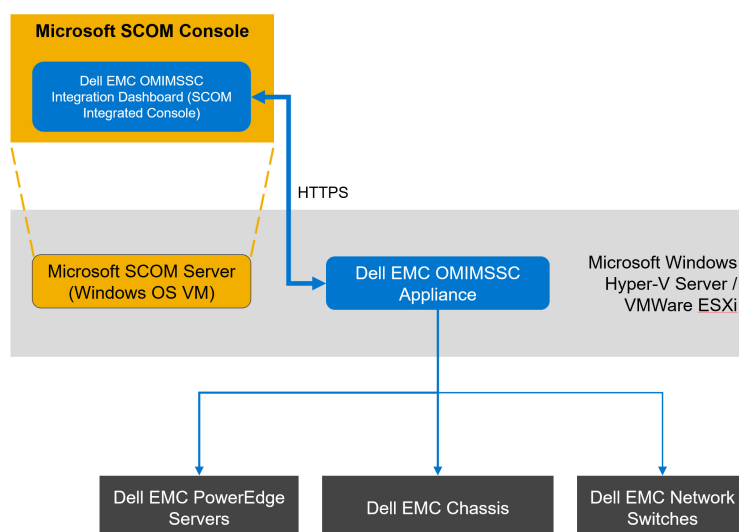 Microsoft SCOM Console
Dell EMC OMIMSSC
Integration Dashboard (SCOM
Integrated Console)
HTTPS
Microsoft SCOM Server
(Windows OS VM)
Dell EMC OMIMSSC
Appliance
Microsoft Windows
Hyper-V Server /
VMWare ESXi
Dell EMC PowerEdge
Servers
Dell EMC Chassis
Dell EMC Network
Switches